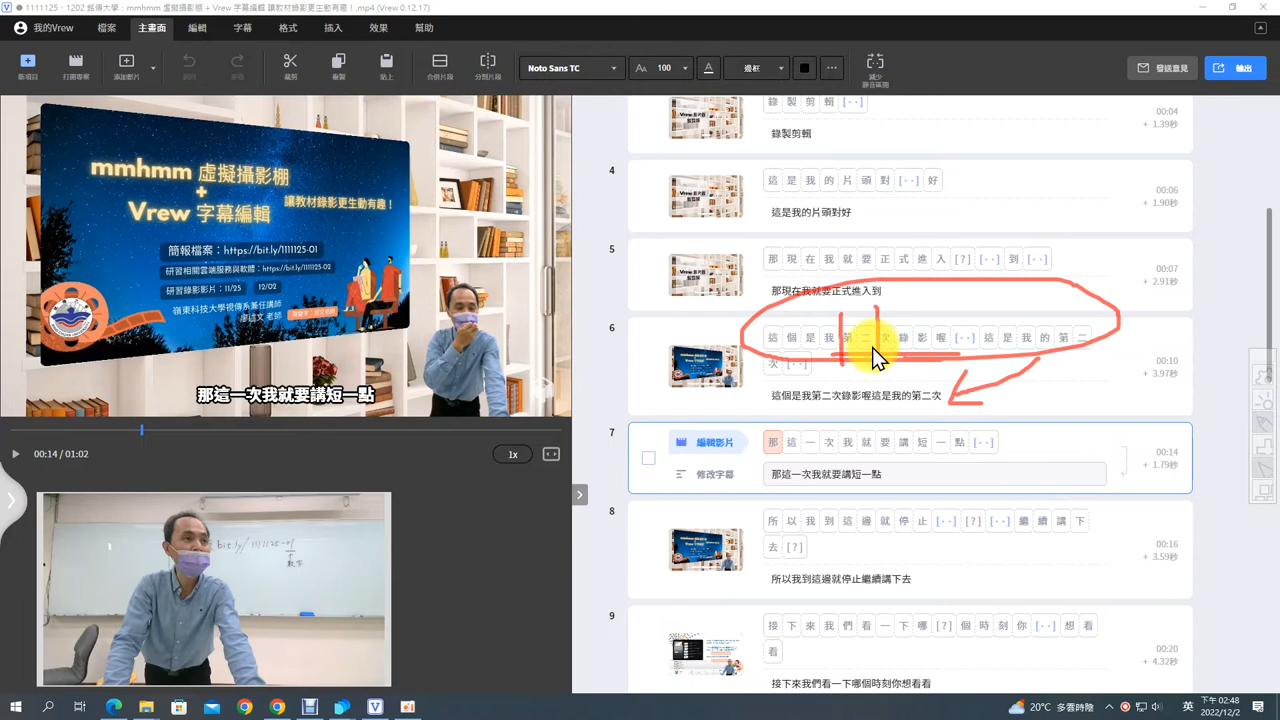 1111125 - 1202 銘傳大學：mmhmm 虛擬攝影棚 + Vrew 字幕編輯 讓教材錄影更生動有趣！.mp4 (Vrew 0.12.17)
我的Vrew 檔案 主畫面 編輯 字幕 格式 插入 效果 幫助
新項目 打開專案 添加影片 復原 重做 裁剪 複製 貼上 合併片段 分割片段 Noto Sans TC 100 邊框 減少靜音區間 發送意見 輸出
mmhmm 虛擬攝影棚
+
Vrew 字幕編輯
讓教材錄影更生動有趣！
簡報檔案：https://bit.ly/1111125-01
研習相關雲端服務與軟體：https://bit.ly/1111125-02
研習錄影影片：11/25 12/02
嶺東科技大學視傳系兼任講師
老師
那這一次我就要講短一點
00:14 / 01:02
1x
bit.ly/1111125-01
數字
錄 製 剪 輯 [··]
00:04
錄製剪輯
+ 1.39秒
4
這 是 我 的 片 頭 對 [··] 好
00:06
+ 1.90秒
這是我的片頭對好
5
那 現 在 我 就 要 正 式 進 入 [?] [··] 到 [··]
00:07
+ 2.91秒
那現在我就要正式進入到
6
這 個 是 我 第 二 次 錄 影 喔 [··] 這 是 我 的 第 二
次 [··]
00:10
+ 3.97秒
這個是我第二次錄影喔這是我的第二次
7
編輯影片
那 這 一 次 我 就 要 講 短 一 點 [··]
00:14
+ 1.79秒
修改字幕
那這一次我就要講短一點
8
所 以 我 到 這 邊 就 停 止 [··] [?] [··] 繼 續 講 下
去 [?]
00:16
+ 3.59秒
所以我到這邊就停止繼續講下去
9
接 下 來 我 們 看 一 下 哪 [?] 個 時 刻 你 [··] 想 看
看
00:20
+ 4.32秒
接下來我們看一下哪個時刻你想看看
20°C 多雲時陰
英
下午 02:48
2022/12/2